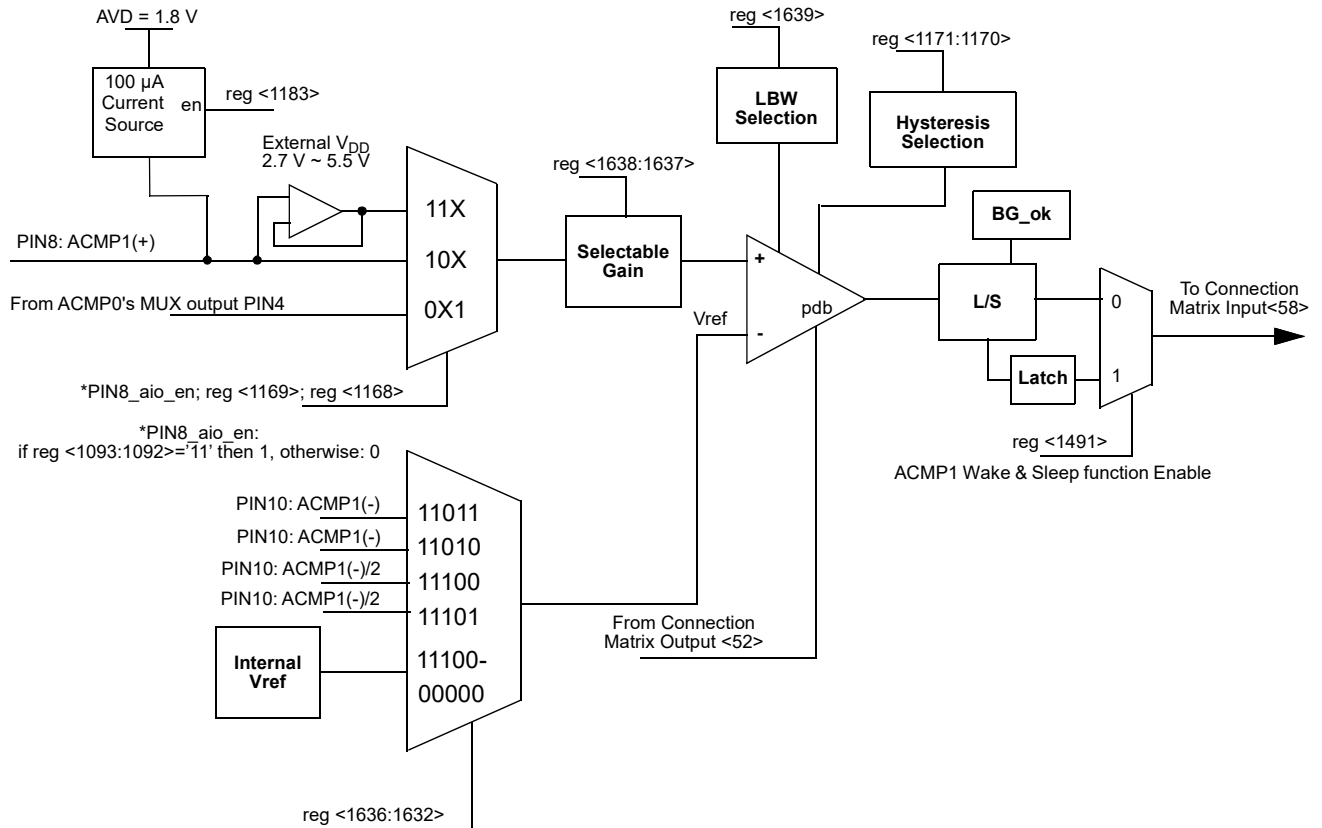 AVD = 1.8 V
reg <1639>
reg <1171:1170>
100 µA
Current
Source
en
reg <1183>
LBW
Selection
Hysteresis
Selection
External VDD
2.7 V ~ 5.5 V
reg <1638:1637>
11X
BG_ok
PIN8: ACMP1(+)
10X
Selectable
Gain
+
L/S
To Connection
Matrix Input<58>
0
From ACMP0's MUX output PIN4
0X1
Vref
pdb
-
Latch
1
*PIN8_aio_en; reg <1169>; reg <1168>
*PIN8_aio_en:
if reg <1093:1092>='11' then 1, otherwise: 0
reg <1491>
ACMP1 Wake & Sleep function Enable
PIN10: ACMP1(-)
11011
PIN10: ACMP1(-)
11010
PIN10: ACMP1(-)/2
11100
PIN10: ACMP1(-)/2
11101
From Connection
Matrix Output <52>
Internal
Vref
11100-
00000
reg <1636:1632>